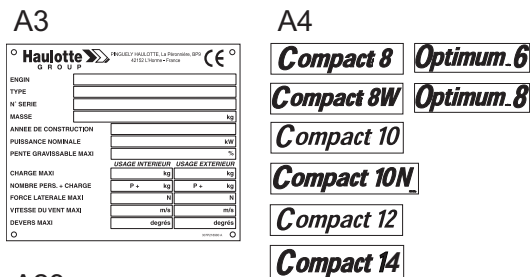 A3
Haulotte
GROUP
PINGUELY HAULOTTE, La Péronnière, BP9
42152 L'Horme - France
CE
ENGIN
TYPE
N° SERIE
MASSE kg
ANNEE DE CONSTRUCTION
PUISSANCE NOMINALE kW
PENTE GRAVISSABLE MAXI %
USAGE INTERIEUR USAGE EXTERIEUR
CHARGE MAXI kg kg
NOMBRE PERS. + CHARGE P + kg P + kg
FORCE LATERALE MAXI N N
VITESSE DU VENT MAXI m/s m/s
DEVERS MAXI degrés degrés
A4
Compact 8 Optimum 6
Compact 8W Optimum 8
Compact 10
Compact 10N
Compact 12
Compact 14